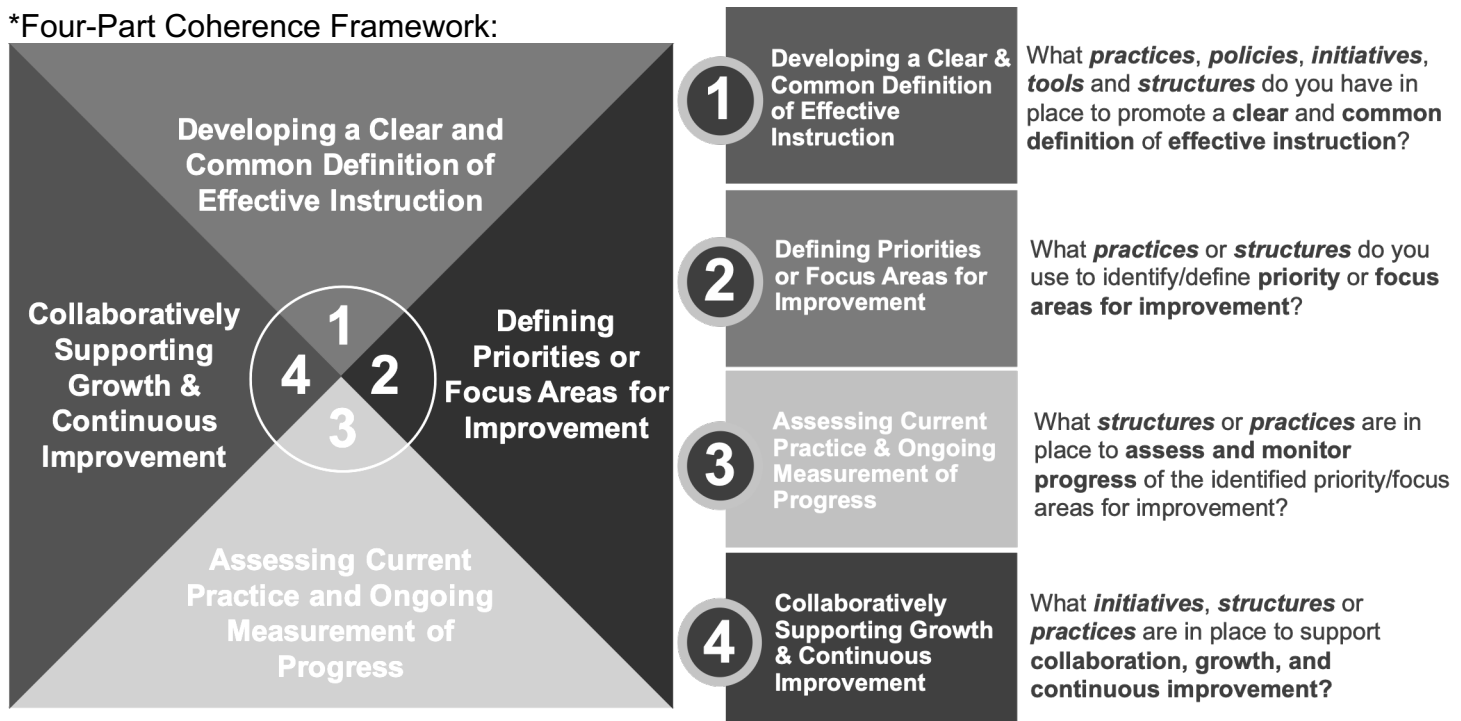 *Four-Part Coherence Framework:
Developing a Clear and
Common Definition of
Effective Instruction
Collaboratively
Supporting
Growth &
Continuous
Improvement
1
4
2
3
Defining
Priorities or
Focus Areas for
Improvement
Assessing Current
Practice and Ongoing
Measurement of
Progress
1
Developing a Clear &
Common Definition
of Effective
Instruction
What practices, policies, initiatives,
tools and structures do you have in
place to promote a clear and common
definition of effective instruction?
2
Defining Priorities
or Focus Areas for
Improvement
What practices or structures do you
use to identify/define priority or focus
areas for improvement?
3
Assessing Current
Practice & Ongoing
Measurement of
Progress
What structures or practices are in
place to assess and monitor
progress of the identified priority/focus
areas for improvement?
4
Collaboratively
Supporting Growth
& Continuous
Improvement
What initiatives, structures or
practices are in place to support
collaboration, growth, and
continuous improvement?